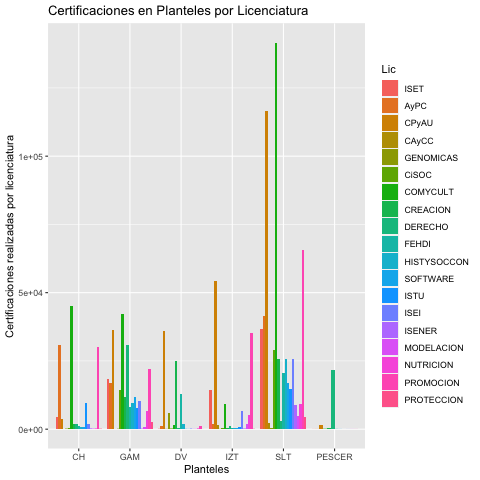 Certificaciones en Planteles por Licenciatura
Certificaciones realizadas por licenciatura
1e+05
5e+04
0e+00
CH GAM DV IZT SLT PESCER
Planteles
Lic
ISET
AyPC
CPyAU
CAyCC
GENOMICAS
CiSOC
COMYCULT
CREACION
DERECHO
FEHDI
HISTYSOCCON
SOFTWARE
ISTU
ISEI
ISENER
MODELACION
NUTRICION
PROMOCION
PROTECCION